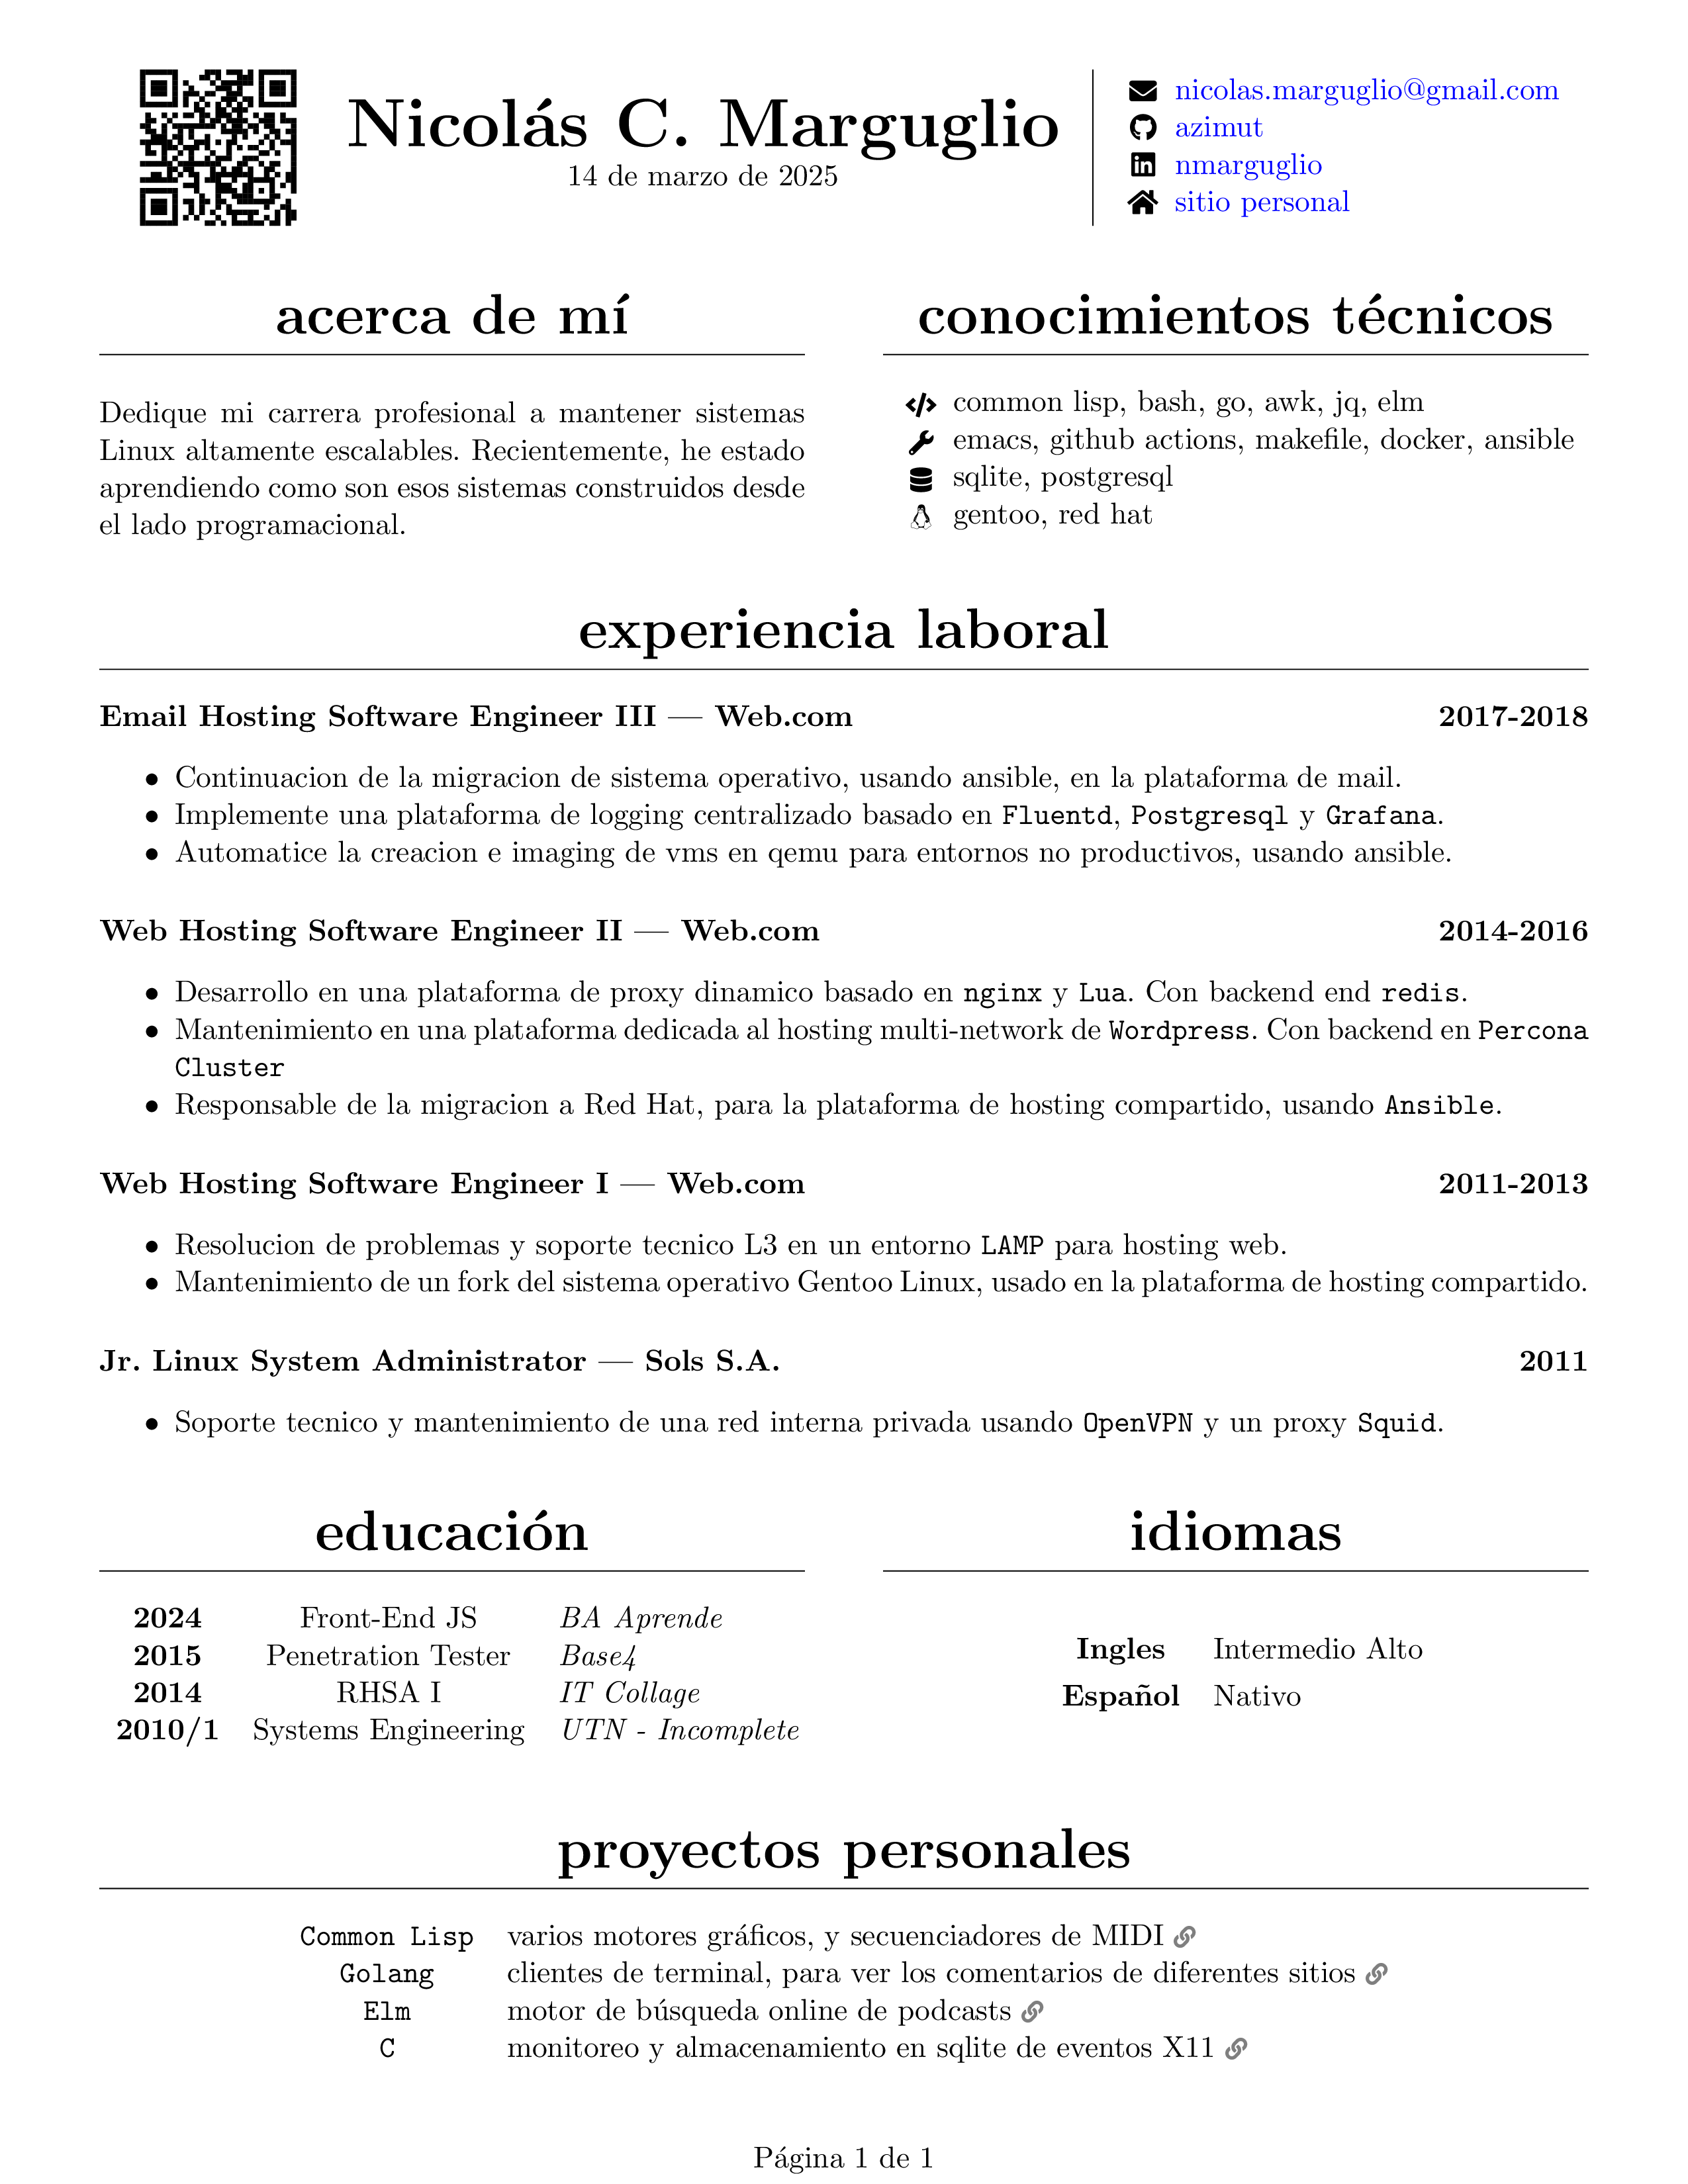 Nicolás C. Marguglio
14 de marzo de 2025
nicolas.marguglio@gmail.com
azimut
nmarguglio
sitio personal
acerca de mí
Dedique mi carrera profesional a mantener sistemas
Linux altamente escalables. Recientemente, he estado
aprendiendo como son esos sistemas construidos desde
el lado programacional.
conocimientos técnicos
common lisp, bash, go, awk, jq, elm
emacs, github actions, makefile, docker, ansible
sqlite, postgresql
gentoo, red hat
experiencia laboral
Email Hosting Software Engineer III — Web.com 2017-2018
• Continuacion de la migracion de sistema operativo, usando ansible, en la plataforma de mail.
• Implemente una plataforma de logging centralizado basado en Fluentd, Postgresql y Grafana.
• Automatice la creacion e imaging de vms en qemu para entornos no productivos, usando ansible.
Web Hosting Software Engineer II — Web.com 2014-2016
• Desarrollo en una plataforma de proxy dinamico basado en nginx y Lua. Con backend end redis.
• Mantenimiento en una plataforma dedicada al hosting multi-network de Wordpress. Con backend en Percona
Cluster
• Responsable de la migracion a Red Hat, para la plataforma de hosting compartido, usando Ansible.
Web Hosting Software Engineer I — Web.com 2011-2013
• Resolucion de problemas y soporte tecnico L3 en un entorno LAMP para hosting web.
• Mantenimiento de un fork del sistema operativo Gentoo Linux, usado en la plataforma de hosting compartido.
Jr. Linux System Administrator — Sols S.A. 2011
• Soporte tecnico y mantenimiento de una red interna privada usando OpenVPN y un proxy Squid.
educación
2024 Front-End JS BA Aprende
2015 Penetration Tester Base4
2014 RHSA I IT Collage
2010/1 Systems Engineering UTN - Incomplete
idiomas
Ingles Intermedio Alto
Español Nativo
proyectos personales
Common Lisp varios motores gráficos, y secuenciadores de MIDI
Golang clientes de terminal, para ver los comentarios de diferentes sitios
Elm motor de búsqueda online de podcasts
C monitoreo y almacenamiento en sqlite de eventos X11
Página 1 de 1